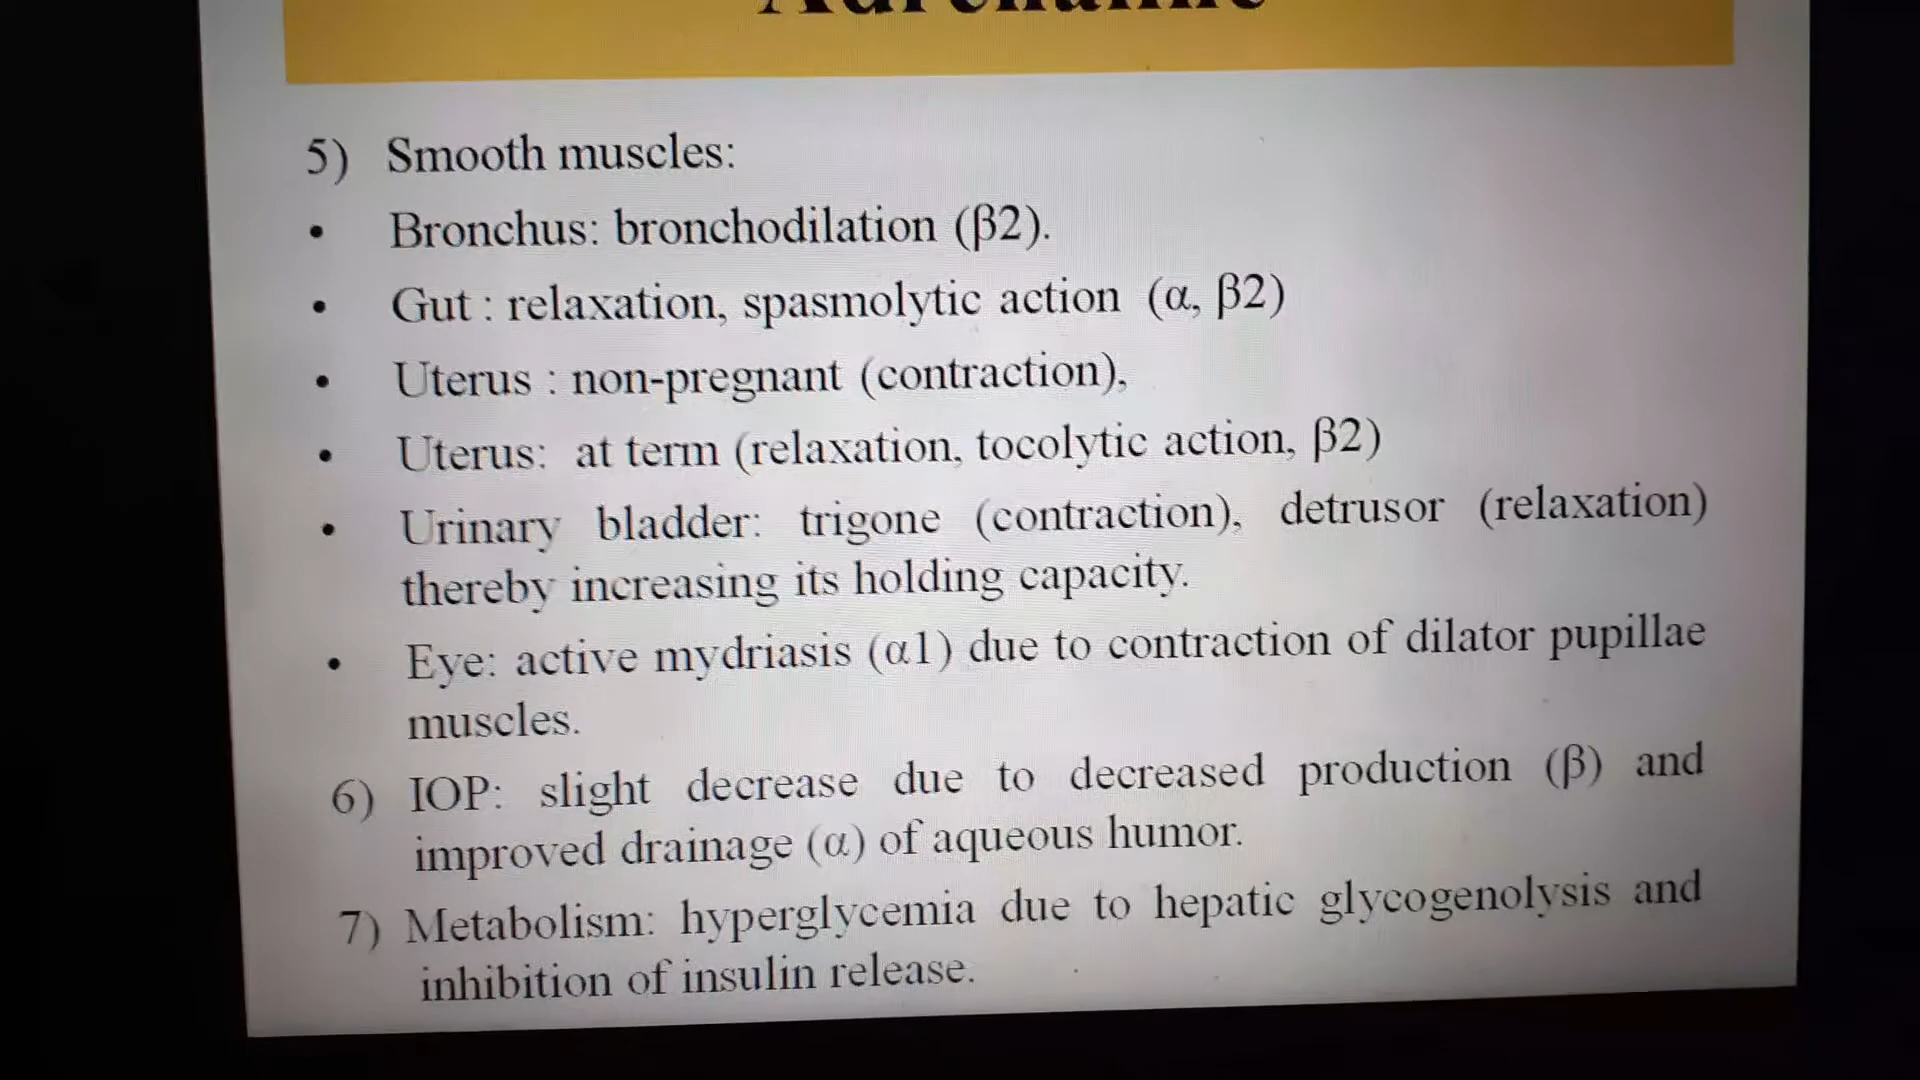 5) Smooth muscles:
• Bronchus: bronchodilation (β2).
• Gut : relaxation, spasmolytic action (α, β2)
• Uterus : non-pregnant (contraction),
• Uterus: at term (relaxation, tocolytic action, β2)
• Urinary bladder: trigone (contraction), detrusor (relaxation)
thereby increasing its holding capacity.
• Eye: active mydriasis (α1) due to contraction of dilator pupillae
muscles.
6) IOP: slight decrease due to decreased production (β) and
improved drainage (α) of aqueous humor.
7) Metabolism: hyperglycemia due to hepatic glycogenolysis and
inhibition of insulin release.